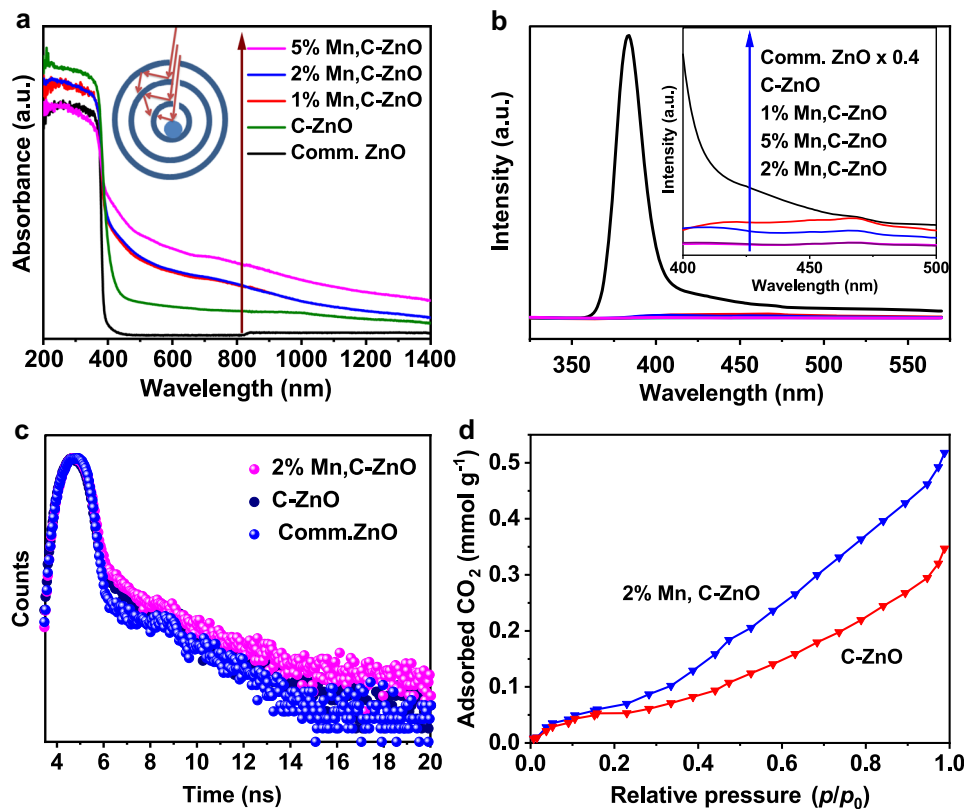 a
5% Mn,C-ZnO
2% Mn,C-ZnO
1% Mn,C-ZnO
C-ZnO
Comm. ZnO
Absorbance (a.u.)
200 400 600 800 1000 1200 1400
Wavelength (nm)
b
Comm. ZnO x 0.4
C-ZnO
1% Mn,C-ZnO
5% Mn,C-ZnO
2% Mn,C-ZnO
Intensity (a.u.)
400 450 500
Wavelength (nm)
Intensity (a.u.)
350 400 450 500 550
Wavelength (nm)
c
2% Mn,C-ZnO
C-ZnO
Comm.ZnO
Counts
4 6 8 10 12 14 16 18 20
Time (ns)
d
0.5
0.4
0.3
0.2
0.1
0.0
Adsorbed CO₂ (mmol g⁻¹)
2% Mn, C-ZnO
C-ZnO
0.0 0.2 0.4 0.6 0.8 1.0
Relative pressure (p/p₀)